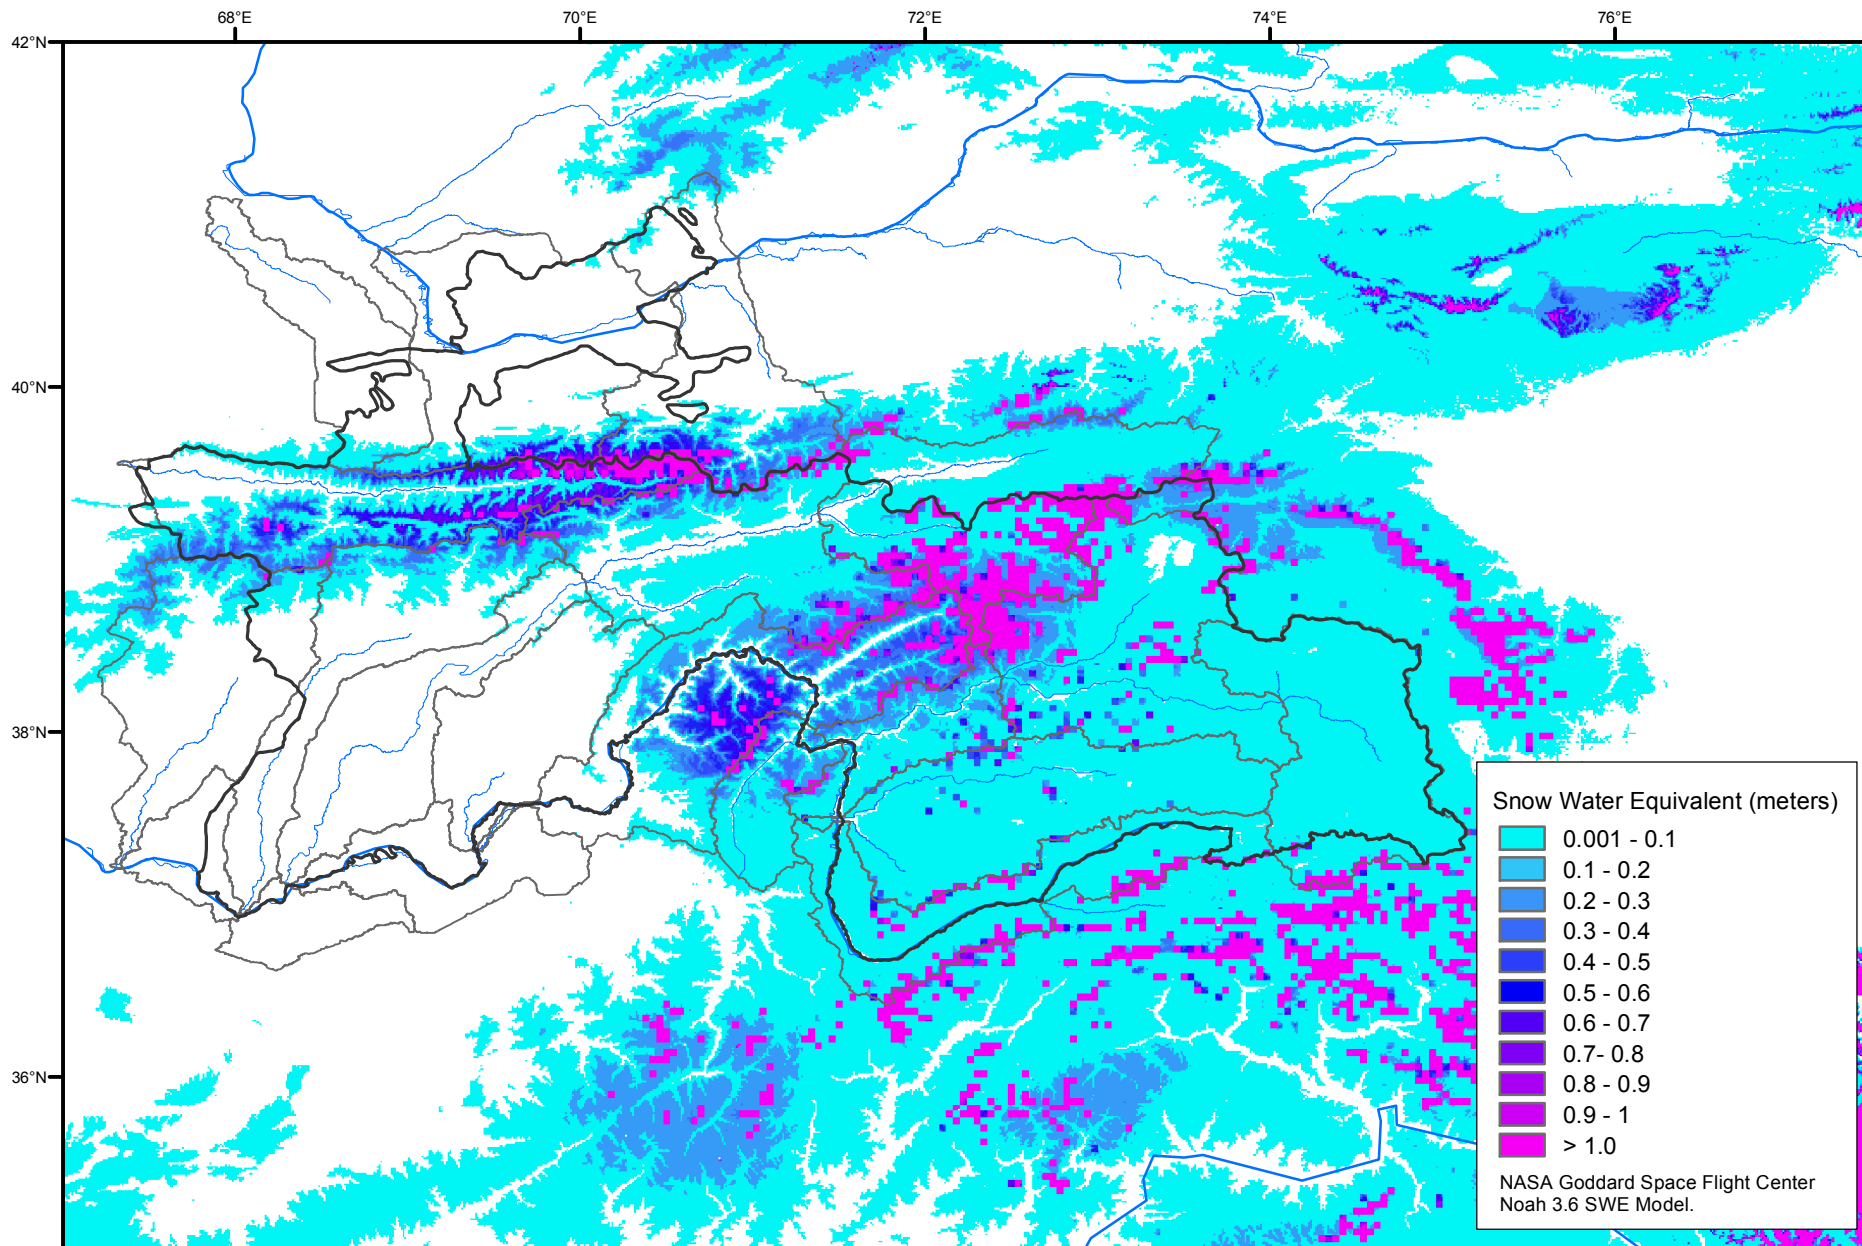 68°E 70°E 72°E 74°E 76°E
42°N
40°N
38°N
36°N
Snow Water Equivalent (meters)
0.001 - 0.1
0.1 - 0.2
0.2 - 0.3
0.3 - 0.4
0.4 - 0.5
0.5 - 0.6
0.6 - 0.7
0.7- 0.8
0.8 - 0.9
0.9 - 1
> 1.0
NASA Goddard Space Flight Center
Noah 3.6 SWE Model.